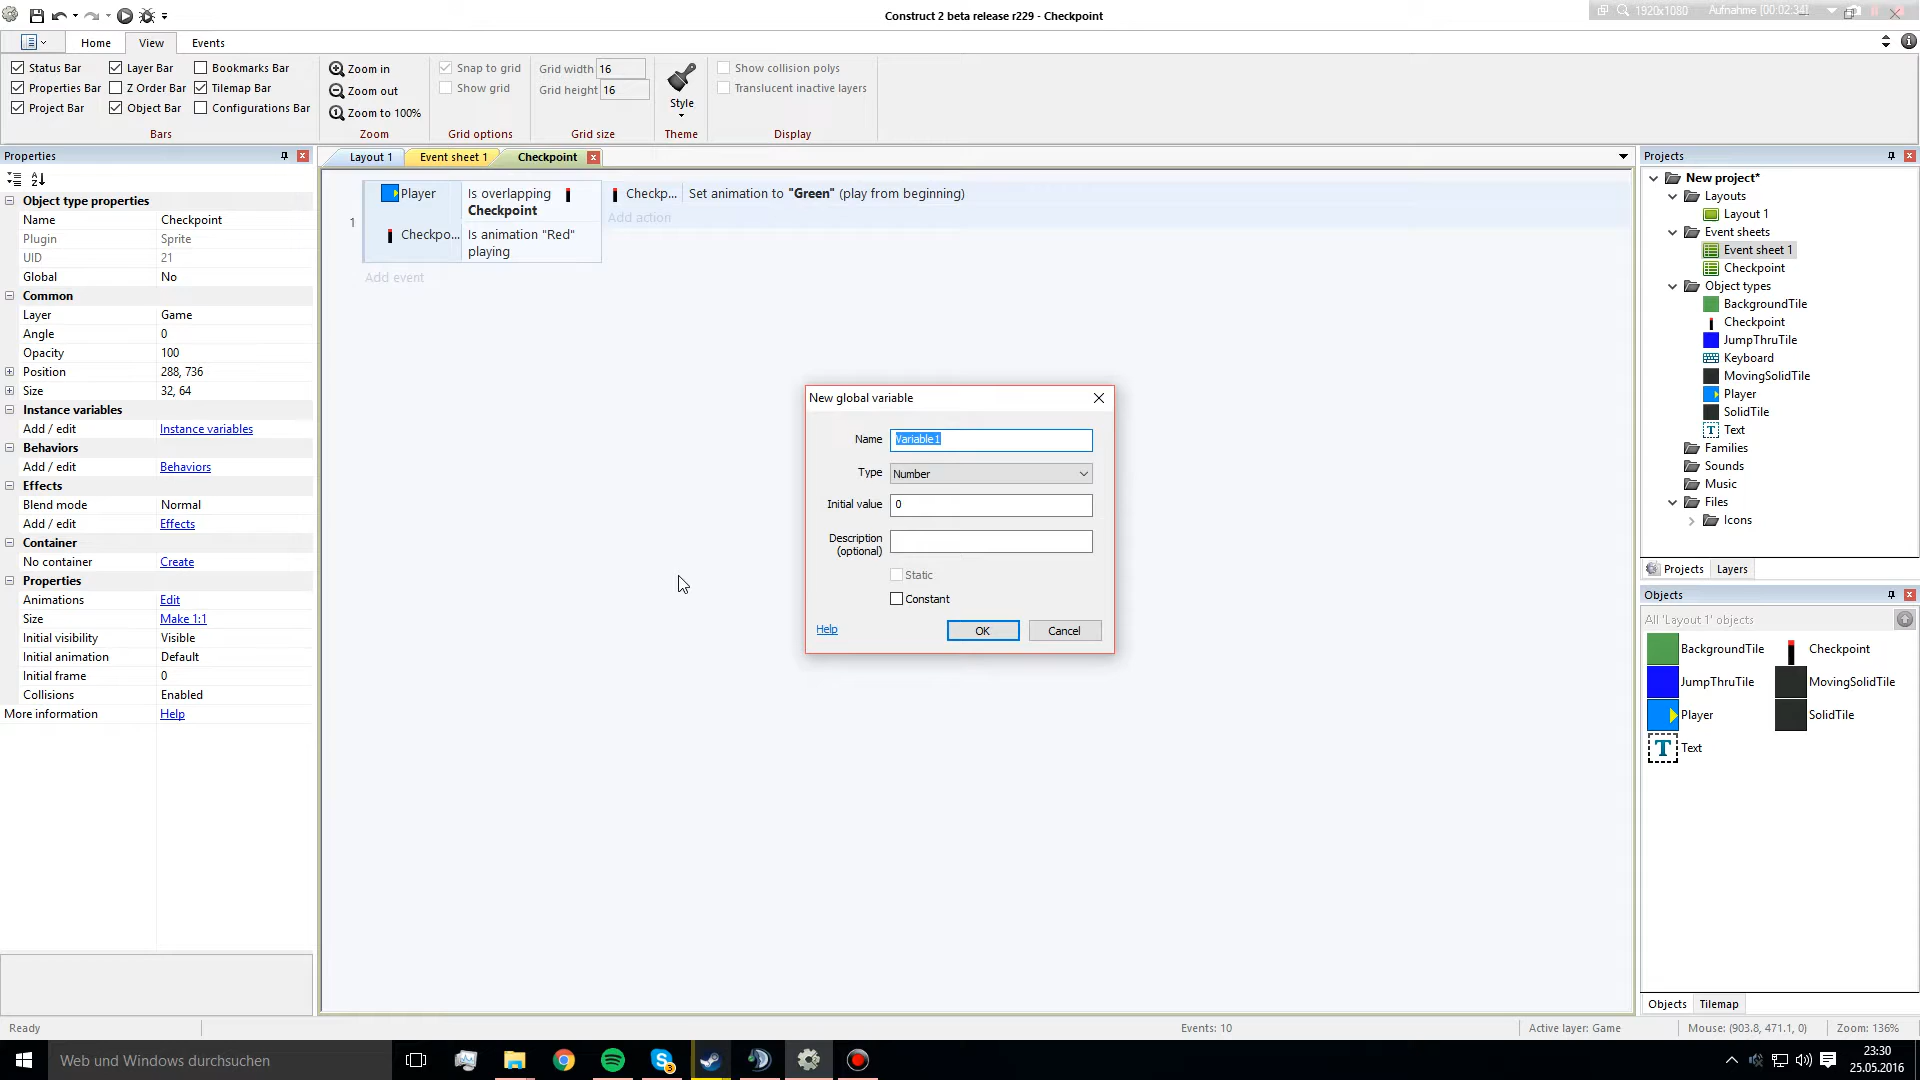 Construct 2 beta release r229 - Checkpoint
1920x1080
Aufnahme [00:02:34]
Home
View
Events
Status Bar
Layer Bar
Bookmarks Bar
Properties Bar
Z Order Bar
Tilemap Bar
Project Bar
Object Bar
Configurations Bar
Bars
Zoom in
Zoom out
Zoom to 100%
Zoom
Snap to grid
Show grid
Grid options
Grid width 16
Grid height 16
Grid size
Style
Theme
Show collision polys
Translucent inactive layers
Display
Properties
Object type properties
Name Checkpoint
Plugin Sprite
UID 21
Global No
Common
Layer Game
Angle 0
Opacity 100
Position 288, 736
Size 32, 64
Instance variables
Add / edit Instance variables
Behaviors
Add / edit Behaviors
Effects
Blend mode Normal
Add / edit Effects
Container
No container Create
Properties
Animations Edit
Size Make 1:1
Initial visibility Visible
Initial animation Default
Initial frame 0
Collisions Enabled
More information Help
Layout 1
Event sheet 1
Checkpoint
1
Player
Is overlapping
Checkpoint
Checkpo...
Is animation "Red"
playing
Checkp...
Set animation to "Green" (play from beginning)
Add action
Add event
New global variable
Name Variable1
Type Number
Initial value 0
Description
(optional)
Static
Constant
Help
OK
Cancel
Projects
New project*
Layouts
Layout 1
Event sheets
Event sheet 1
Checkpoint
Object types
BackgroundTile
Checkpoint
JumpThruTile
Keyboard
MovingSolidTile
Player
SolidTile
Text
Families
Sounds
Music
Files
Icons
Projects
Layers
Objects
All 'Layout 1' objects
BackgroundTile
Checkpoint
JumpThruTile
MovingSolidTile
Player
SolidTile
Text
Objects
Tilemap
Ready
Events: 10
Active layer: Game
Mouse: (903.8, 471.1, 0)
Zoom: 136%
Web und Windows durchsuchen
3
23:30
25.05.2016